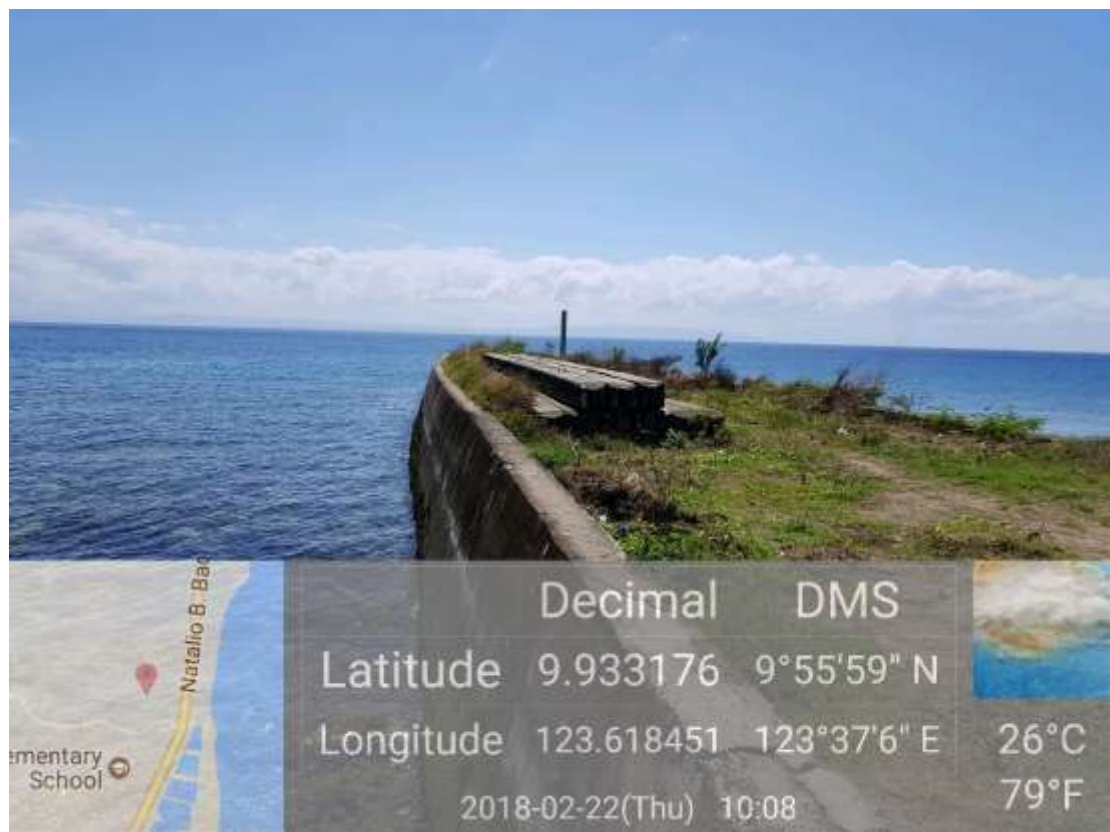 Natalio B. Bac
ementary
School
Decimal DMS
Latitude 9.933176 9°55'59" N
Longitude 123.618451 123°37'6" E
2018-02-22(Thu) 10:08
26°C
79°F